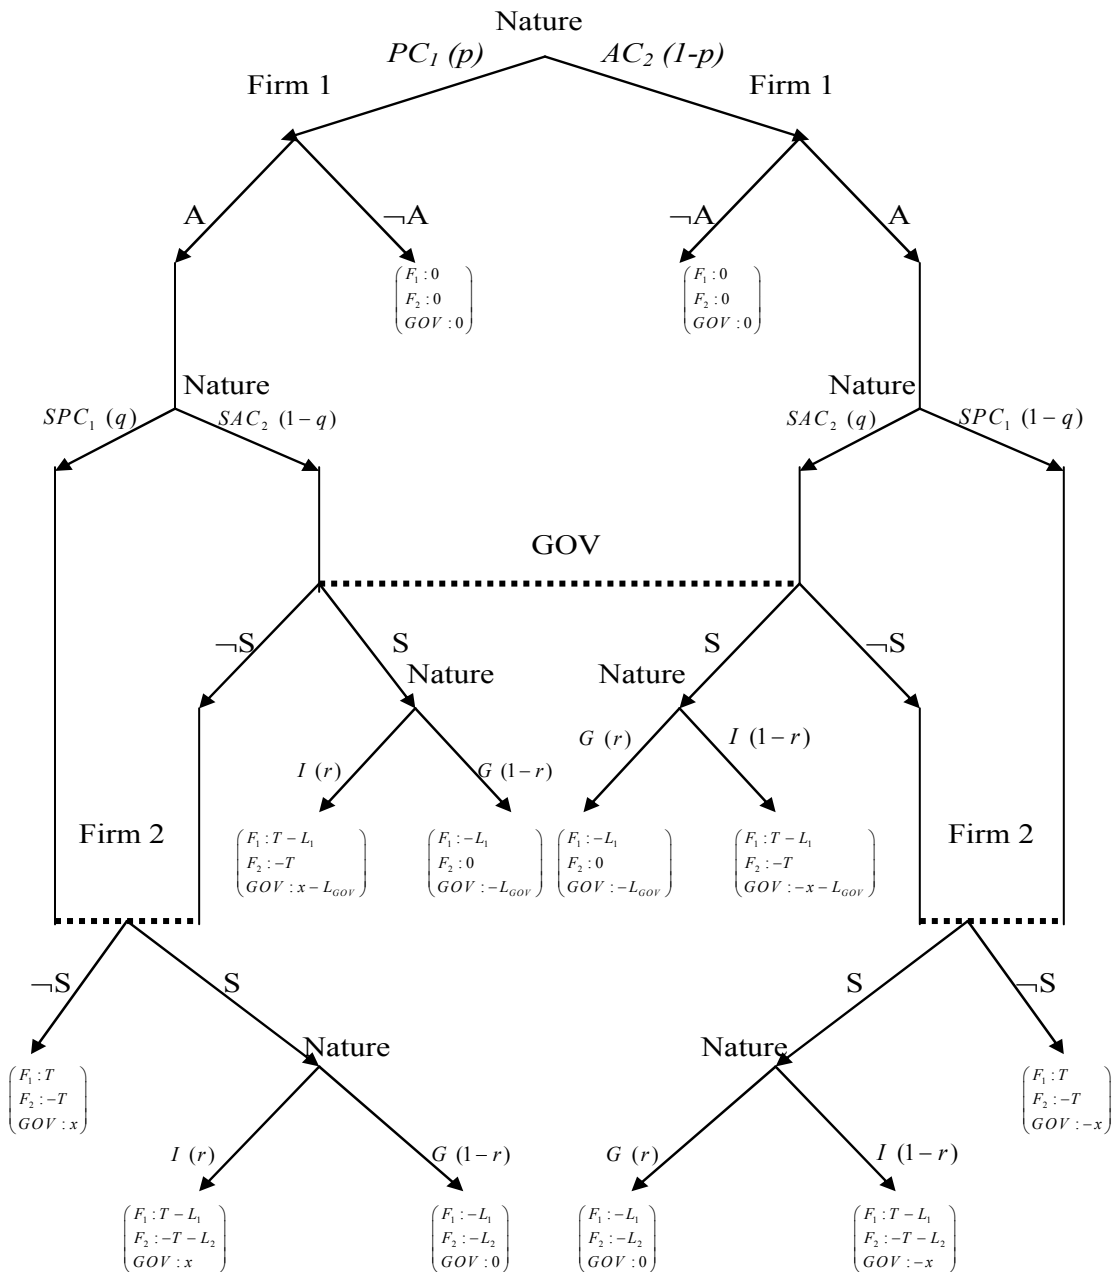 Nature
PC₁ (p)
AC₂ (1-p)
Firm 1
Firm 1
A
¬A
¬A
A
F₁ : 0
F₂ : 0
GOV : 0
F₁ : 0
F₂ : 0
GOV : 0
Nature
Nature
SPC₁ (q)
SAC₂ (1 − q)
SAC₂ (q)
SPC₁ (1 − q)
GOV
¬S
S
S
¬S
Nature
Nature
I (r)
G (1 − r)
G (r)
I (1 − r)
Firm 2
Firm 2
F₁ : T − L₁
F₂ : −T
GOV : x − L_GOV
F₁ : −L₁
F₂ : 0
GOV : −L_GOV
F₁ : −L₁
F₂ : 0
GOV : −L_GOV
F₁ : T − L₁
F₂ : −T
GOV : −x − L_GOV
¬S
S
S
¬S
Nature
Nature
F₁ : T
F₂ : −T
GOV : x
F₁ : T
F₂ : −T
GOV : −x
I (r)
G (1 − r)
G (r)
I (1 − r)
F₁ : T − L₁
F₂ : −T − L₂
GOV : x
F₁ : −L₁
F₂ : −L₂
GOV : 0
F₁ : −L₁
F₂ : −L₂
GOV : 0
F₁ : T − L₁
F₂ : −T − L₂
GOV : −x